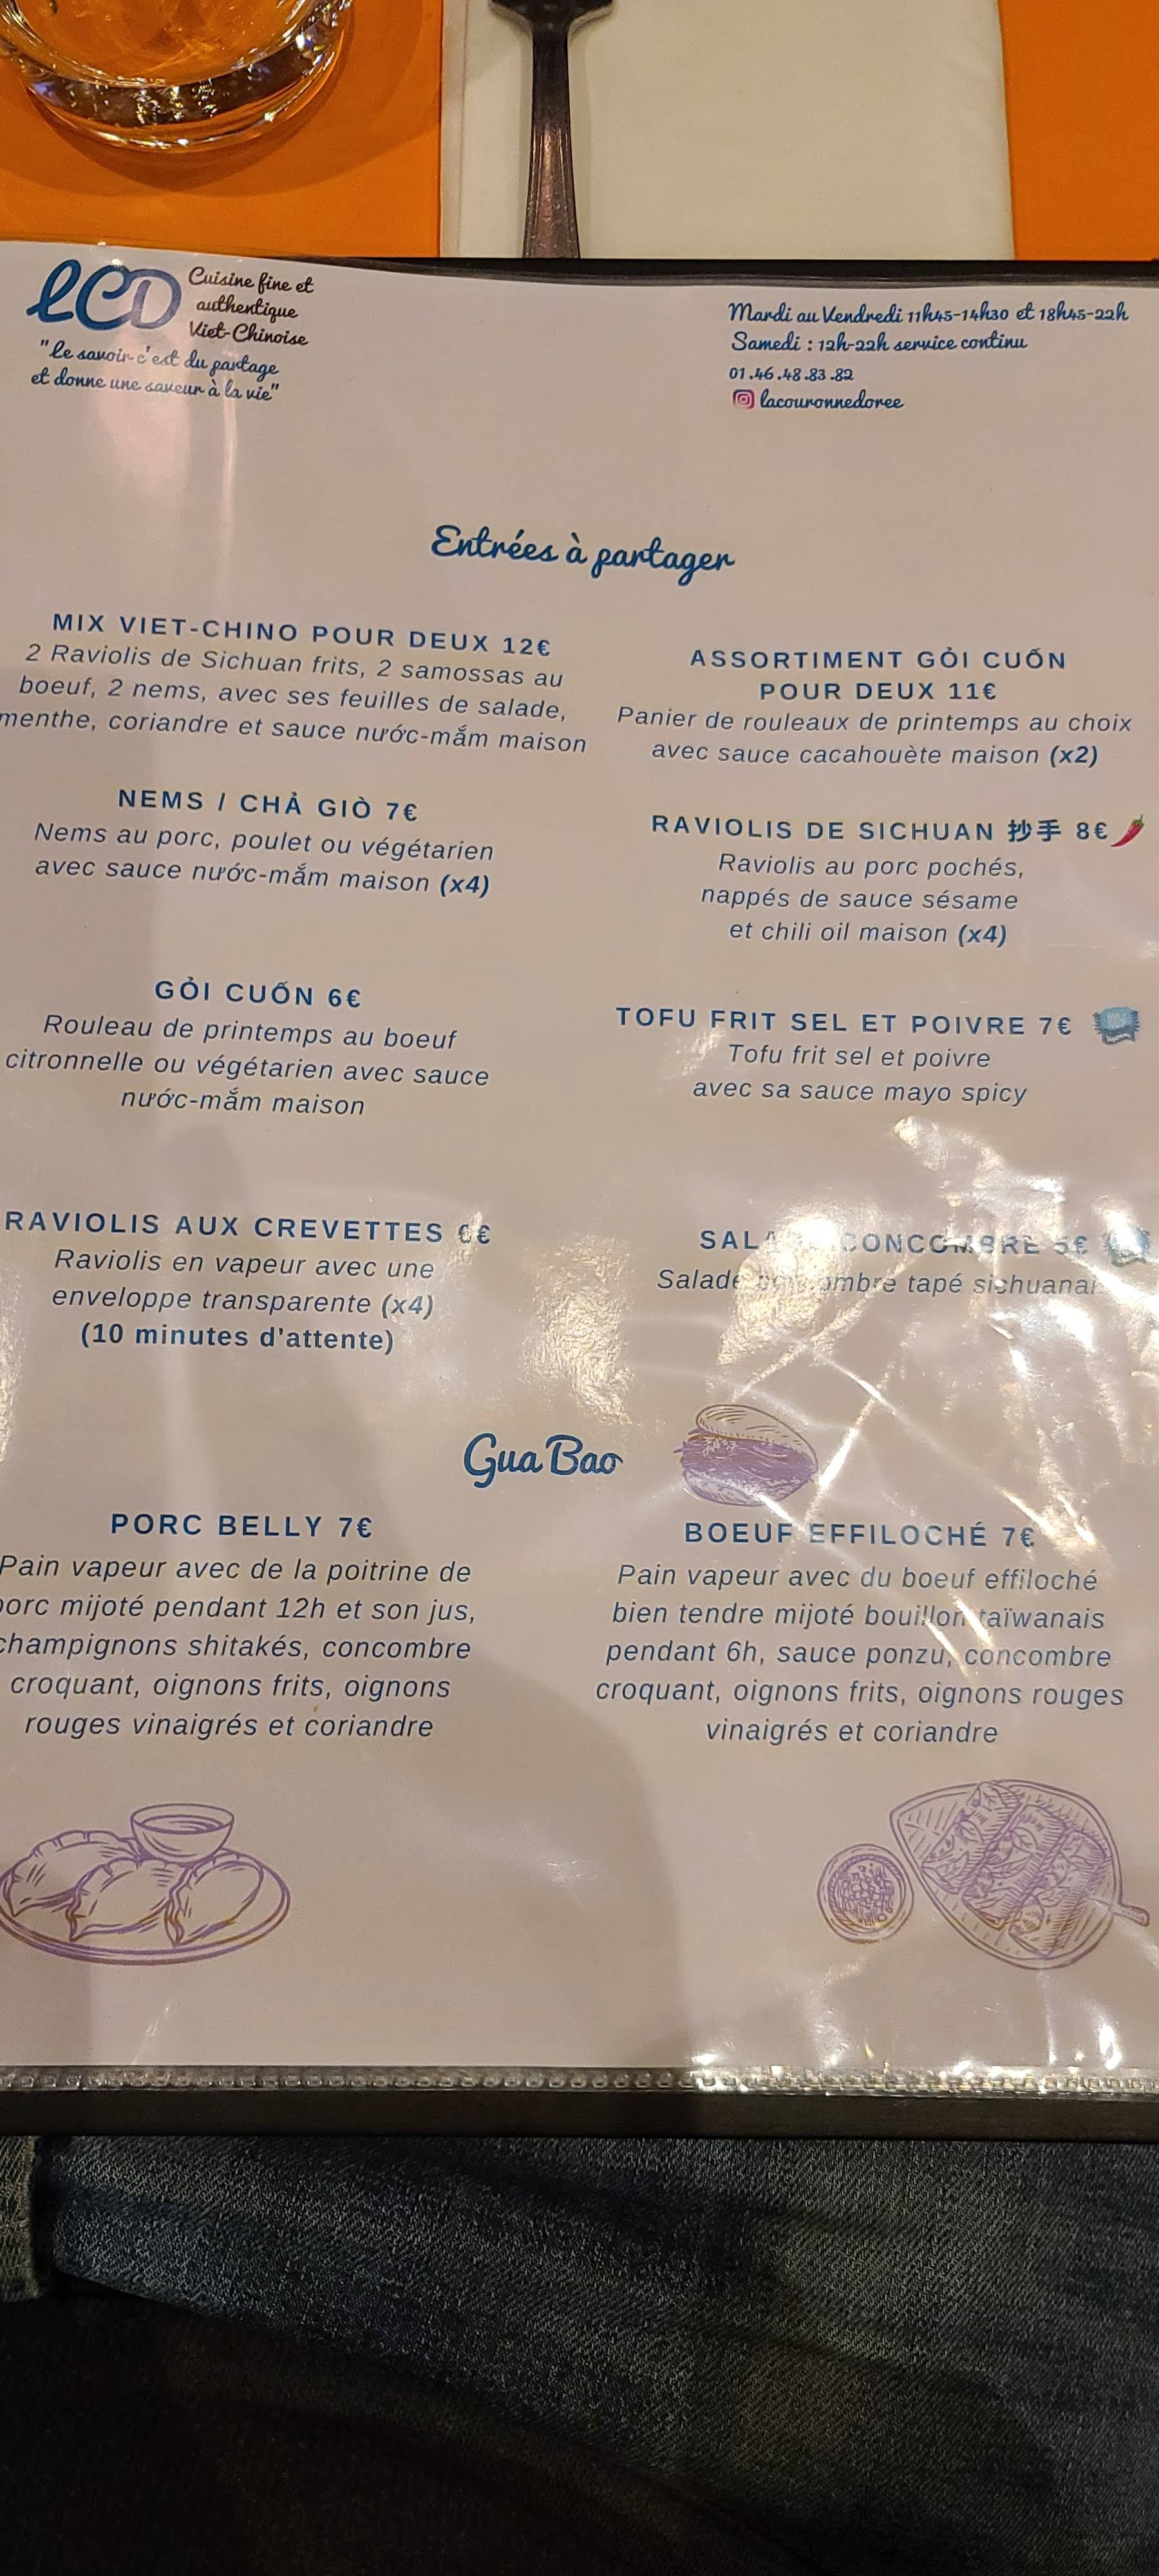 LCD
Cuisine fine et
authentique
Viet-Chinoise
"Le savoir c'est du partage
et donne une saveur à la vie"
Mardi au Vendredi 11h45-14h30 et 18h45-22h
Samedi : 12h-22h service continu
01.46.48.83.82
lacouronnedoree
Entrées à partager
MIX VIET-CHINO POUR DEUX 12€
2 Raviolis de Sichuan frits, 2 samossas au
boeuf, 2 nems, avec ses feuilles de salade,
menthe, coriandre et sauce nước-mắm maison
NEMS / CHẢ GIÒ 7€
Nems au porc, poulet ou végétarien
avec sauce nước-mắm maison (x4)
GỎI CUỐN 6€
Rouleau de printemps au boeuf
citronnelle ou végétarien avec sauce
nước-mắm maison
RAVIOLIS AUX CREVETTES
Raviolis en vapeur avec une
enveloppe transparente (x4)
(10 minutes d'attente)
ASSORTIMENT GỎI CUỐN
POUR DEUX 11€
Panier de rouleaux de printemps au choix
avec sauce cacahouète maison (x2)
RAVIOLIS DE SICHUAN 抄手 8€
Raviolis au porc pochés,
nappés de sauce sésame
et chili oil maison (x4)
TOFU FRIT SEL ET POIVRE 7€
Tofu frit sel et poivre
avec sa sauce mayo spicy
CONCOMBRE 5€
Salade tapé
Gua Bao
PORC BELLY 7€
Pain vapeur avec de la poitrine de
porc mijoté pendant 12h et son jus,
champignons shitakés, concombre
croquant, oignons frits, oignons
rouges vinaigrés et coriandre
BOEUF EFFILOCHÉ 7€
Pain vapeur avec du boeuf effiloché
bien tendre mijoté bouillon taïwanais
pendant 6h, sauce ponzu, concombre
croquant, oignons frits, oignons rouges
vinaigrés et coriandre